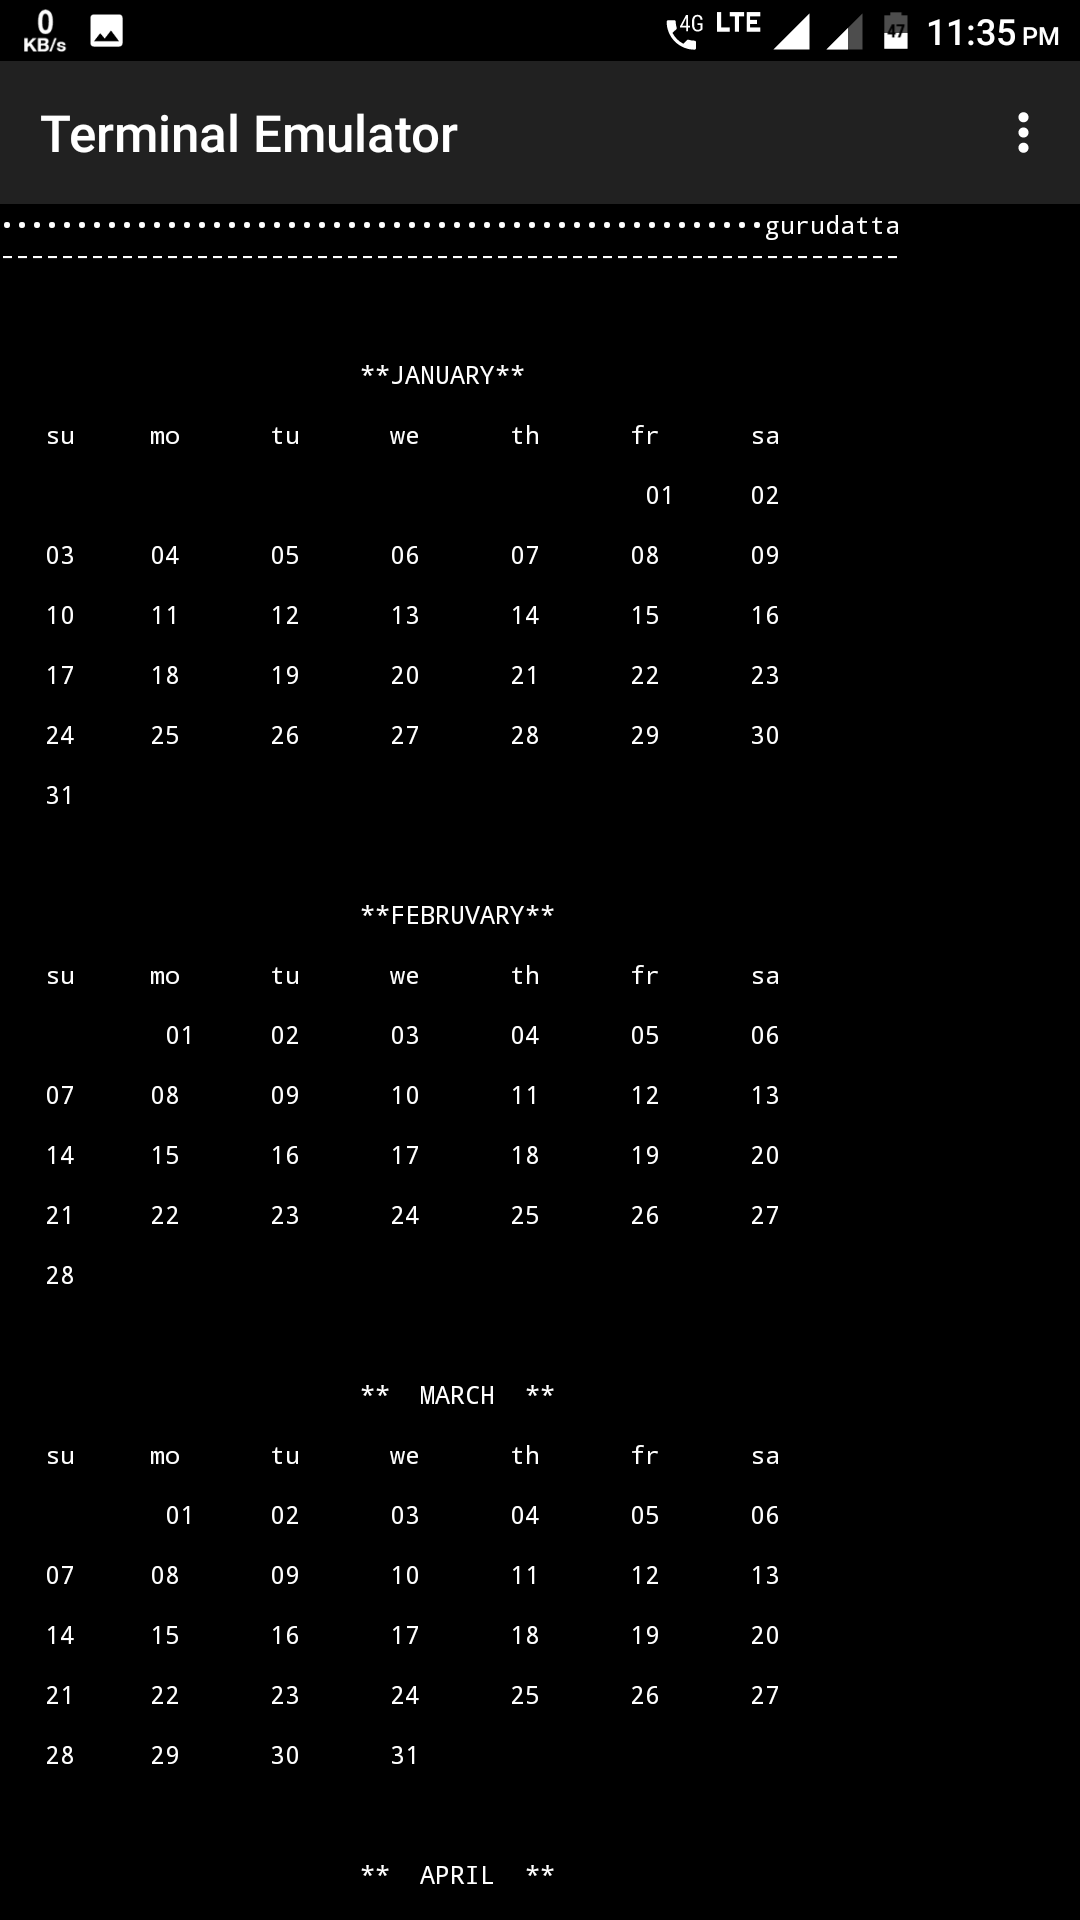 0 KB/s 4G LTE 47 11:35 PM
Terminal Emulator
...................................................gurudatta
------------------------------------------------------------
**JANUARY**
su mo tu we th fr sa
01 02
03 04 05 06 07 08 09
10 11 12 13 14 15 16
17 18 19 20 21 22 23
24 25 26 27 28 29 30
31
**FEBRUVARY**
su mo tu we th fr sa
01 02 03 04 05 06
07 08 09 10 11 12 13
14 15 16 17 18 19 20
21 22 23 24 25 26 27
28
** MARCH **
su mo tu we th fr sa
01 02 03 04 05 06
07 08 09 10 11 12 13
14 15 16 17 18 19 20
21 22 23 24 25 26 27
28 29 30 31
** APRIL **